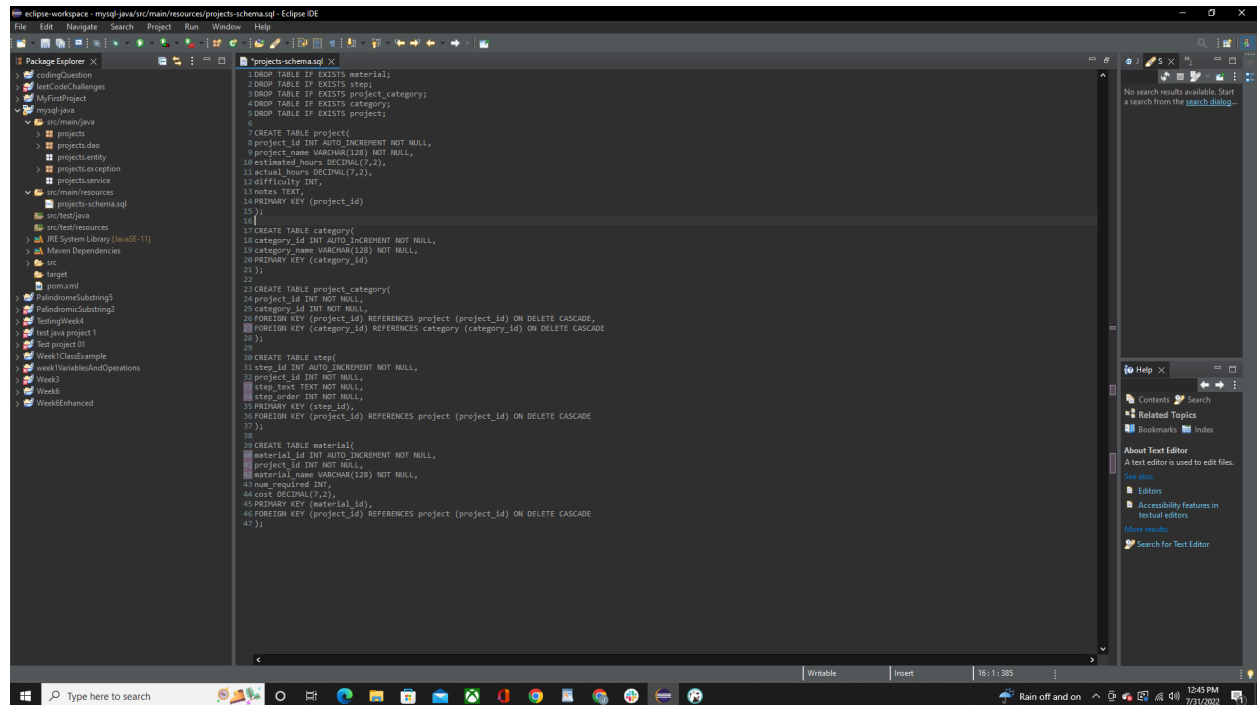 eclipse-workspace - mysql-java/src/main/resources/projects-schema.sql - Eclipse IDE
File Edit Navigate Search Project Run Window Help
Package Explorer
codingQuestion
leetCodeChallenges
MyFirstProject
mysql-java
src/main/java
projects
projects.dao
projects.entity
projects.exception
projects.service
src/main/resources
projects-schema.sql
src/test/java
src/test/resources
JRE System Library [JavaSE-11]
Maven Dependencies
src
target
pom.xml
PalindromeSubstring5
PalindromicSubstring2
TestingWeek4
test java project 1
Test project 01
Week1ClassExample
week1VariablesAndOperations
Week3
Week6
Week6Enhanced
*projects-schema.sql
1 DROP TABLE IF EXISTS material;
2 DROP TABLE IF EXISTS step;
3 DROP TABLE IF EXISTS project_category;
4 DROP TABLE IF EXISTS category;
5 DROP TABLE IF EXISTS project;
6
7 CREATE TABLE project(
8 project_id INT AUTO_INCREMENT NOT NULL,
9 project_name VARCHAR(128) NOT NULL,
10 estimated_hours DECIMAL(7,2),
11 actual_hours DECIMAL(7,2),
12 difficulty INT,
13 notes TEXT,
14 PRIMARY KEY (project_id)
15 );
16
17 CREATE TABLE category(
18 category_id INT AUTO_InCREMENT NOT NULL,
19 category_name VARCHAR(128) NOT NULL,
20 PRIMARY KEY (category_id)
21 );
22
23 CREATE TABLE project_category(
24 project_id INT NOT NULL,
25 category_id INT NOT NULL,
26 FOREIGN KEY (project_id) REFERENCES project (project_id) ON DELETE CASCADE,
27 FOREIGN KEY (category_id) REFERENCES category (category_id) ON DELETE CASCADE
28 );
29
30 CREATE TABLE step(
31 step_id INT AUTO_INCREMENT NOT NULL,
32 project_id INT NOT NULL,
33 step_text TEXT NOT NULL,
34 step_order INT NOT NULL,
35 PRIMARY KEY (step_id),
36 FOREIGN KEY (project_id) REFERENCES project (project_id) ON DELETE CASCADE
37 );
38
39 CREATE TABLE material(
40 material_id INT AUTO_INCREMENT NOT NULL,
41 project_id INT NOT NULL,
42 material_name VARCHAR(128) NOT NULL,
43 num_required INT,
44 cost DECIMAL(7,2),
45 PRIMARY KEY (material_id),
46 FOREIGN KEY (project_id) REFERENCES project (project_id) ON DELETE CASCADE
47 );
J S
No search results available. Start
a search from the search dialog...
Help
Contents Search
Related Topics
Bookmarks Index
About Text Editor
A text editor is used to edit files.
See also:
Editors
Accessibility features in
textual editors
More results:
Search for Text Editor
Writable Insert 16 : 1 : 385
Type here to search
Rain off and on
12:45 PM
7/31/2022